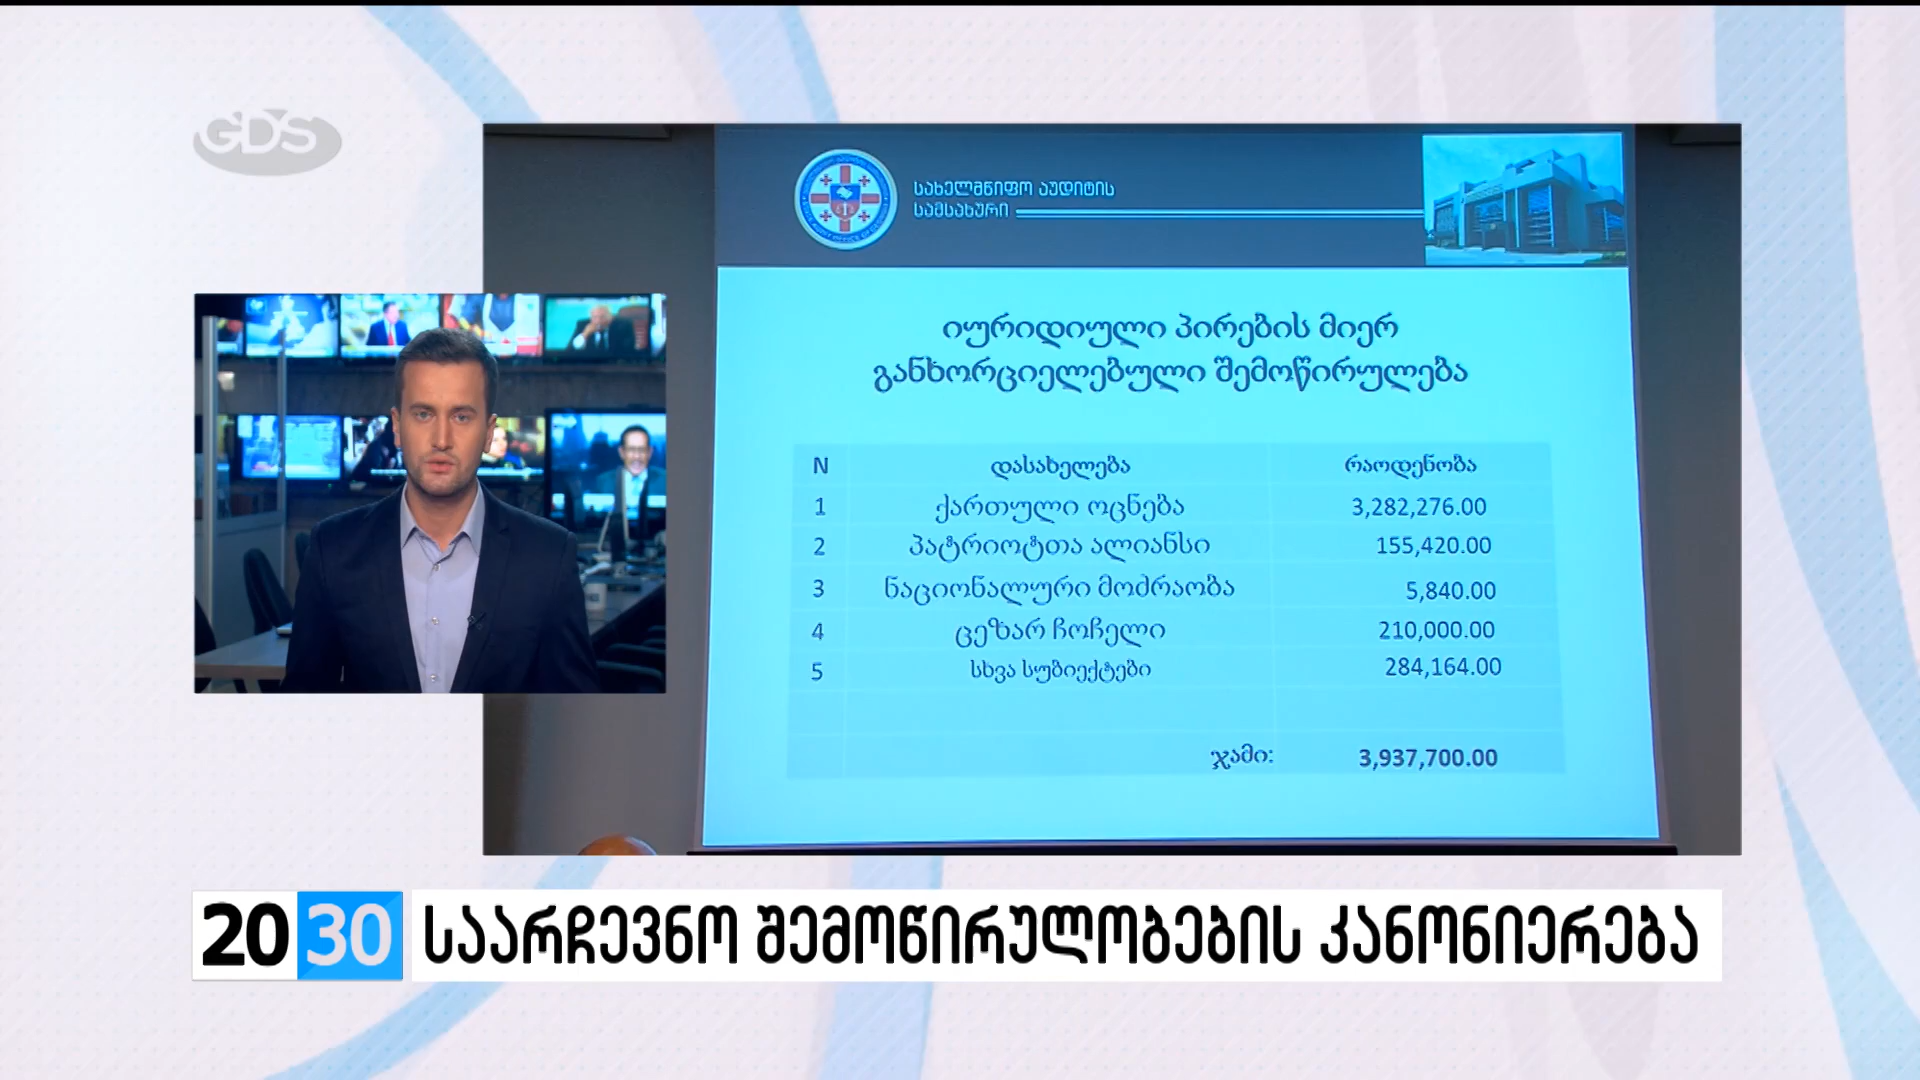 GDS
სახელმწიფო აუდიტის
სამსახური
იურიდიული პირების მიერ
განხორციელებული შემოწირულება
N დასახელება რაოდენობა
1 ქართული ოცნება 3,282,276.00
2 პატრიოტთა ალიანსი 155,420.00
3 ნაციონალური მოძრაობა 5,840.00
4 ცეზარ ჩოჩელი 210,000.00
5 სხვა სუბიექტები 284,164.00
ჯამი: 3,937,700.00
20 30 საარჩევნო შემოწირულობების კანონიერება